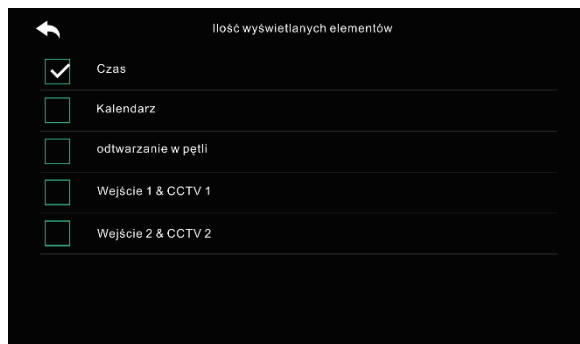 Ilość wyświetlanych elementów
Czas
Kalendarz
odtwarzanie w pętli
Wejście 1 & CCTV 1
Wejście 2 & CCTV 2